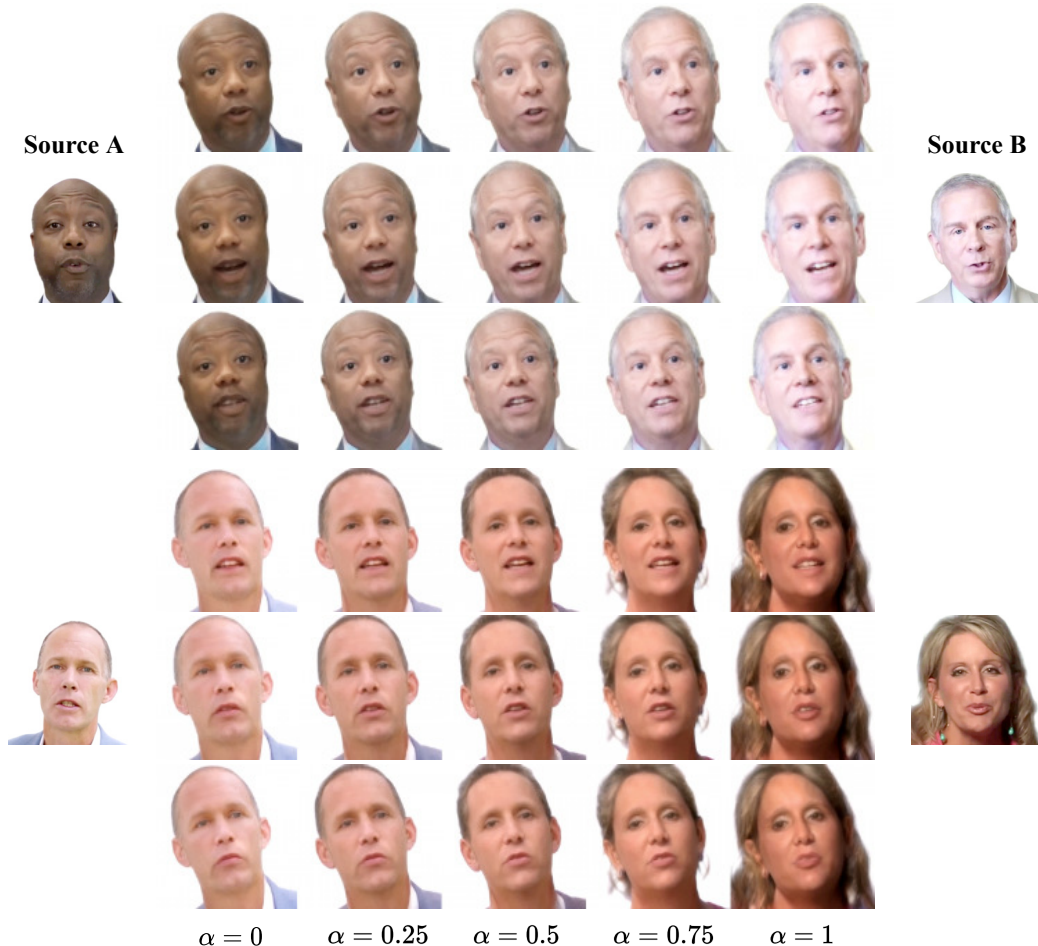 Source A
Source B
α = 0
α = 0.25
α = 0.5
α = 0.75
α = 1